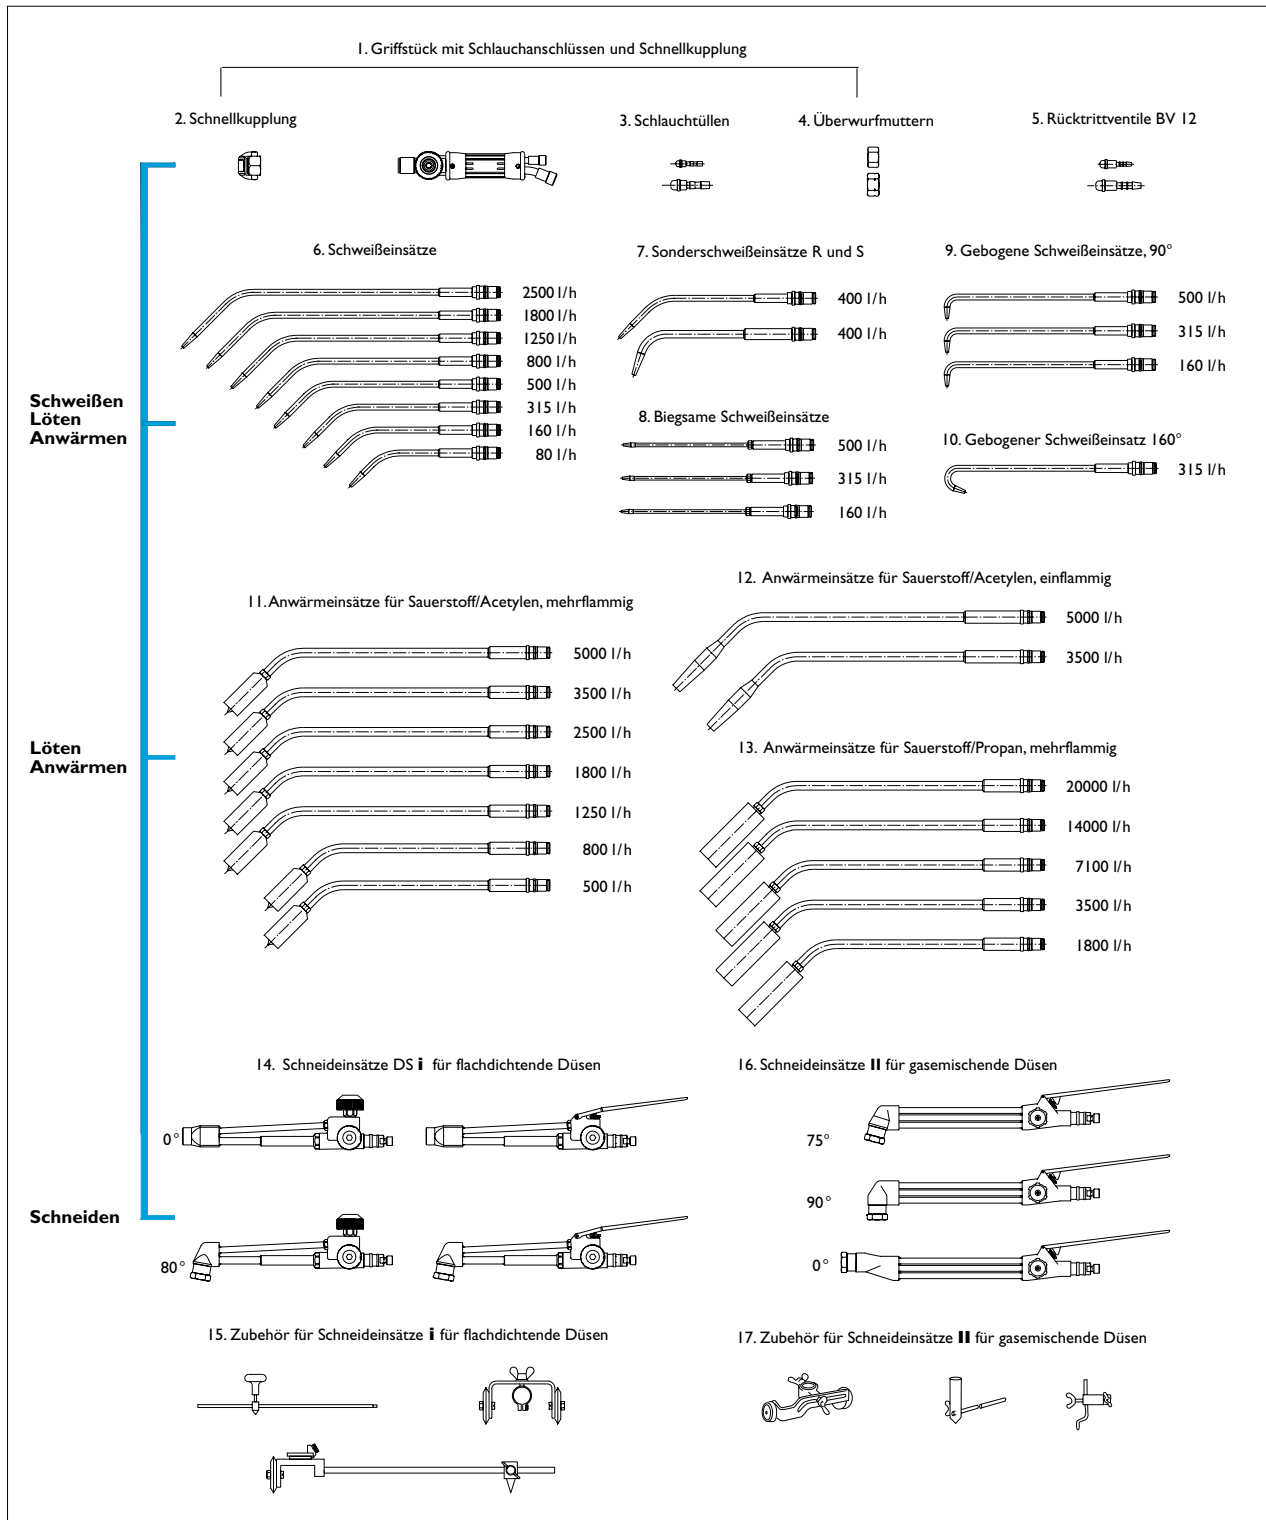 1. Griffstück mit Schlauchanschlüssen und Schnellkupplung
2. Schnellkupplung
3. Schlauchtüllen
4. Überwurfmuttern
5. Rücktrittventile BV 12
6. Schweißeinsätze
2500 l/h
1800 l/h
1250 l/h
800 l/h
500 l/h
315 l/h
160 l/h
80 l/h
7. Sonderschweißeinsätze R und S
400 l/h
400 l/h
9. Gebogene Schweißeinsätze, 90°
500 l/h
315 l/h
160 l/h
Schweißen
Löten
Anwärmen
8. Biegsame Schweißeinsätze
500 l/h
315 l/h
160 l/h
10. Gebogener Schweißeinsatz 160°
315 l/h
11. Anwärmeinsätze für Sauerstoff/Acetylen, mehrflammig
5000 l/h
3500 l/h
2500 l/h
1800 l/h
1250 l/h
800 l/h
500 l/h
12. Anwärmeinsätze für Sauerstoff/Acetylen, einflammig
5000 l/h
3500 l/h
Löten
Anwärmen
13. Anwärmeinsätze für Sauerstoff/Propan, mehrflammig
20000 l/h
14000 l/h
7100 l/h
3500 l/h
1800 l/h
14. Schneideinsätze DS i für flachdichtende Düsen
0°
80°
16. Schneideinsätze II für gasemischende Düsen
75°
90°
0°
Schneiden
15. Zubehör für Schneideinsätze i für flachdichtende Düsen
17. Zubehör für Schneideinsätze II für gasemischende Düsen